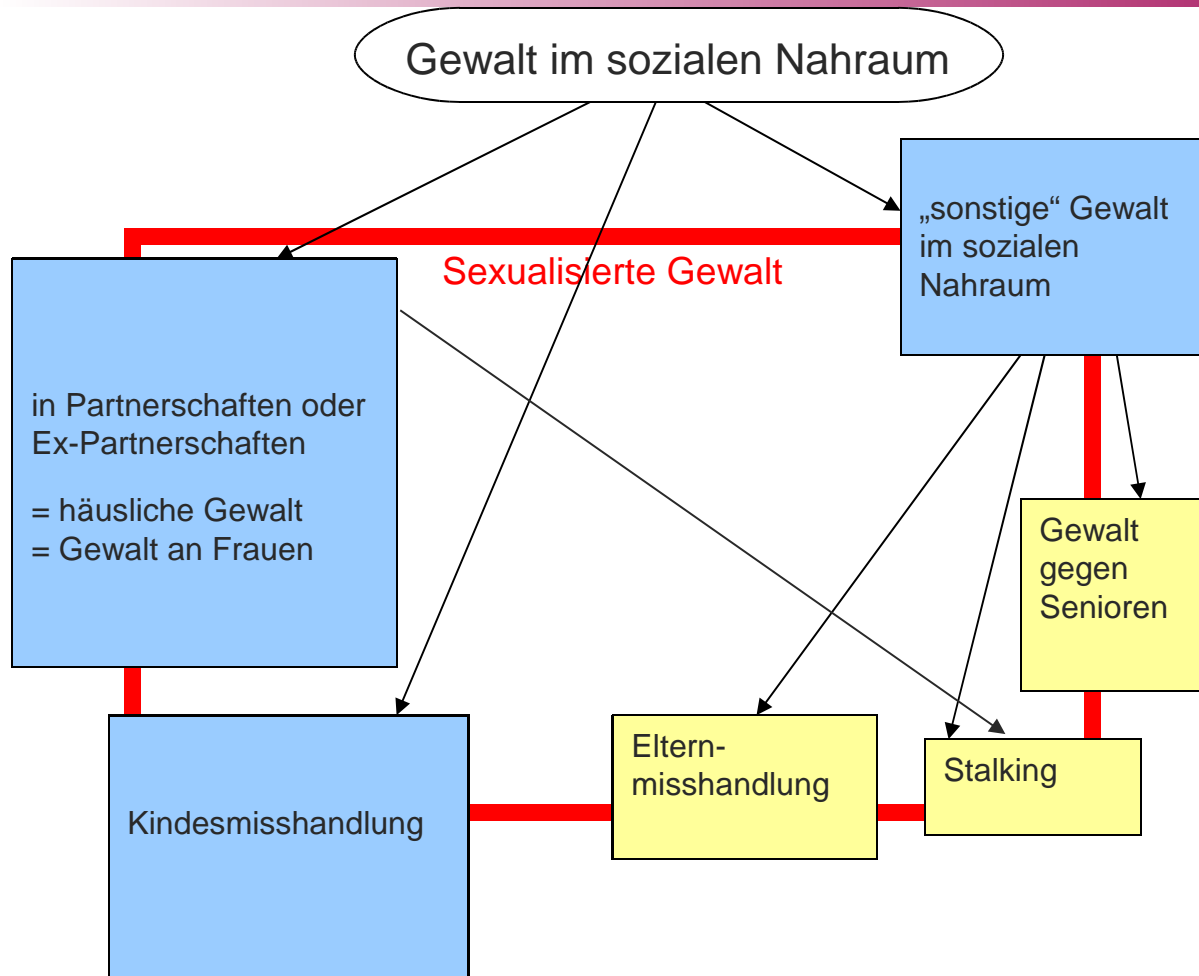 Gewalt im sozialen Nahraum
„sonstige“ Gewalt
im sozialen
Nahraum
Sexualisierte Gewalt
in Partnerschaften oder
Ex-Partnerschaften
= häusliche Gewalt
= Gewalt an Frauen
Gewalt
gegen
Senioren
Kindesmisshandlung
Eltern-
misshandlung
Stalking